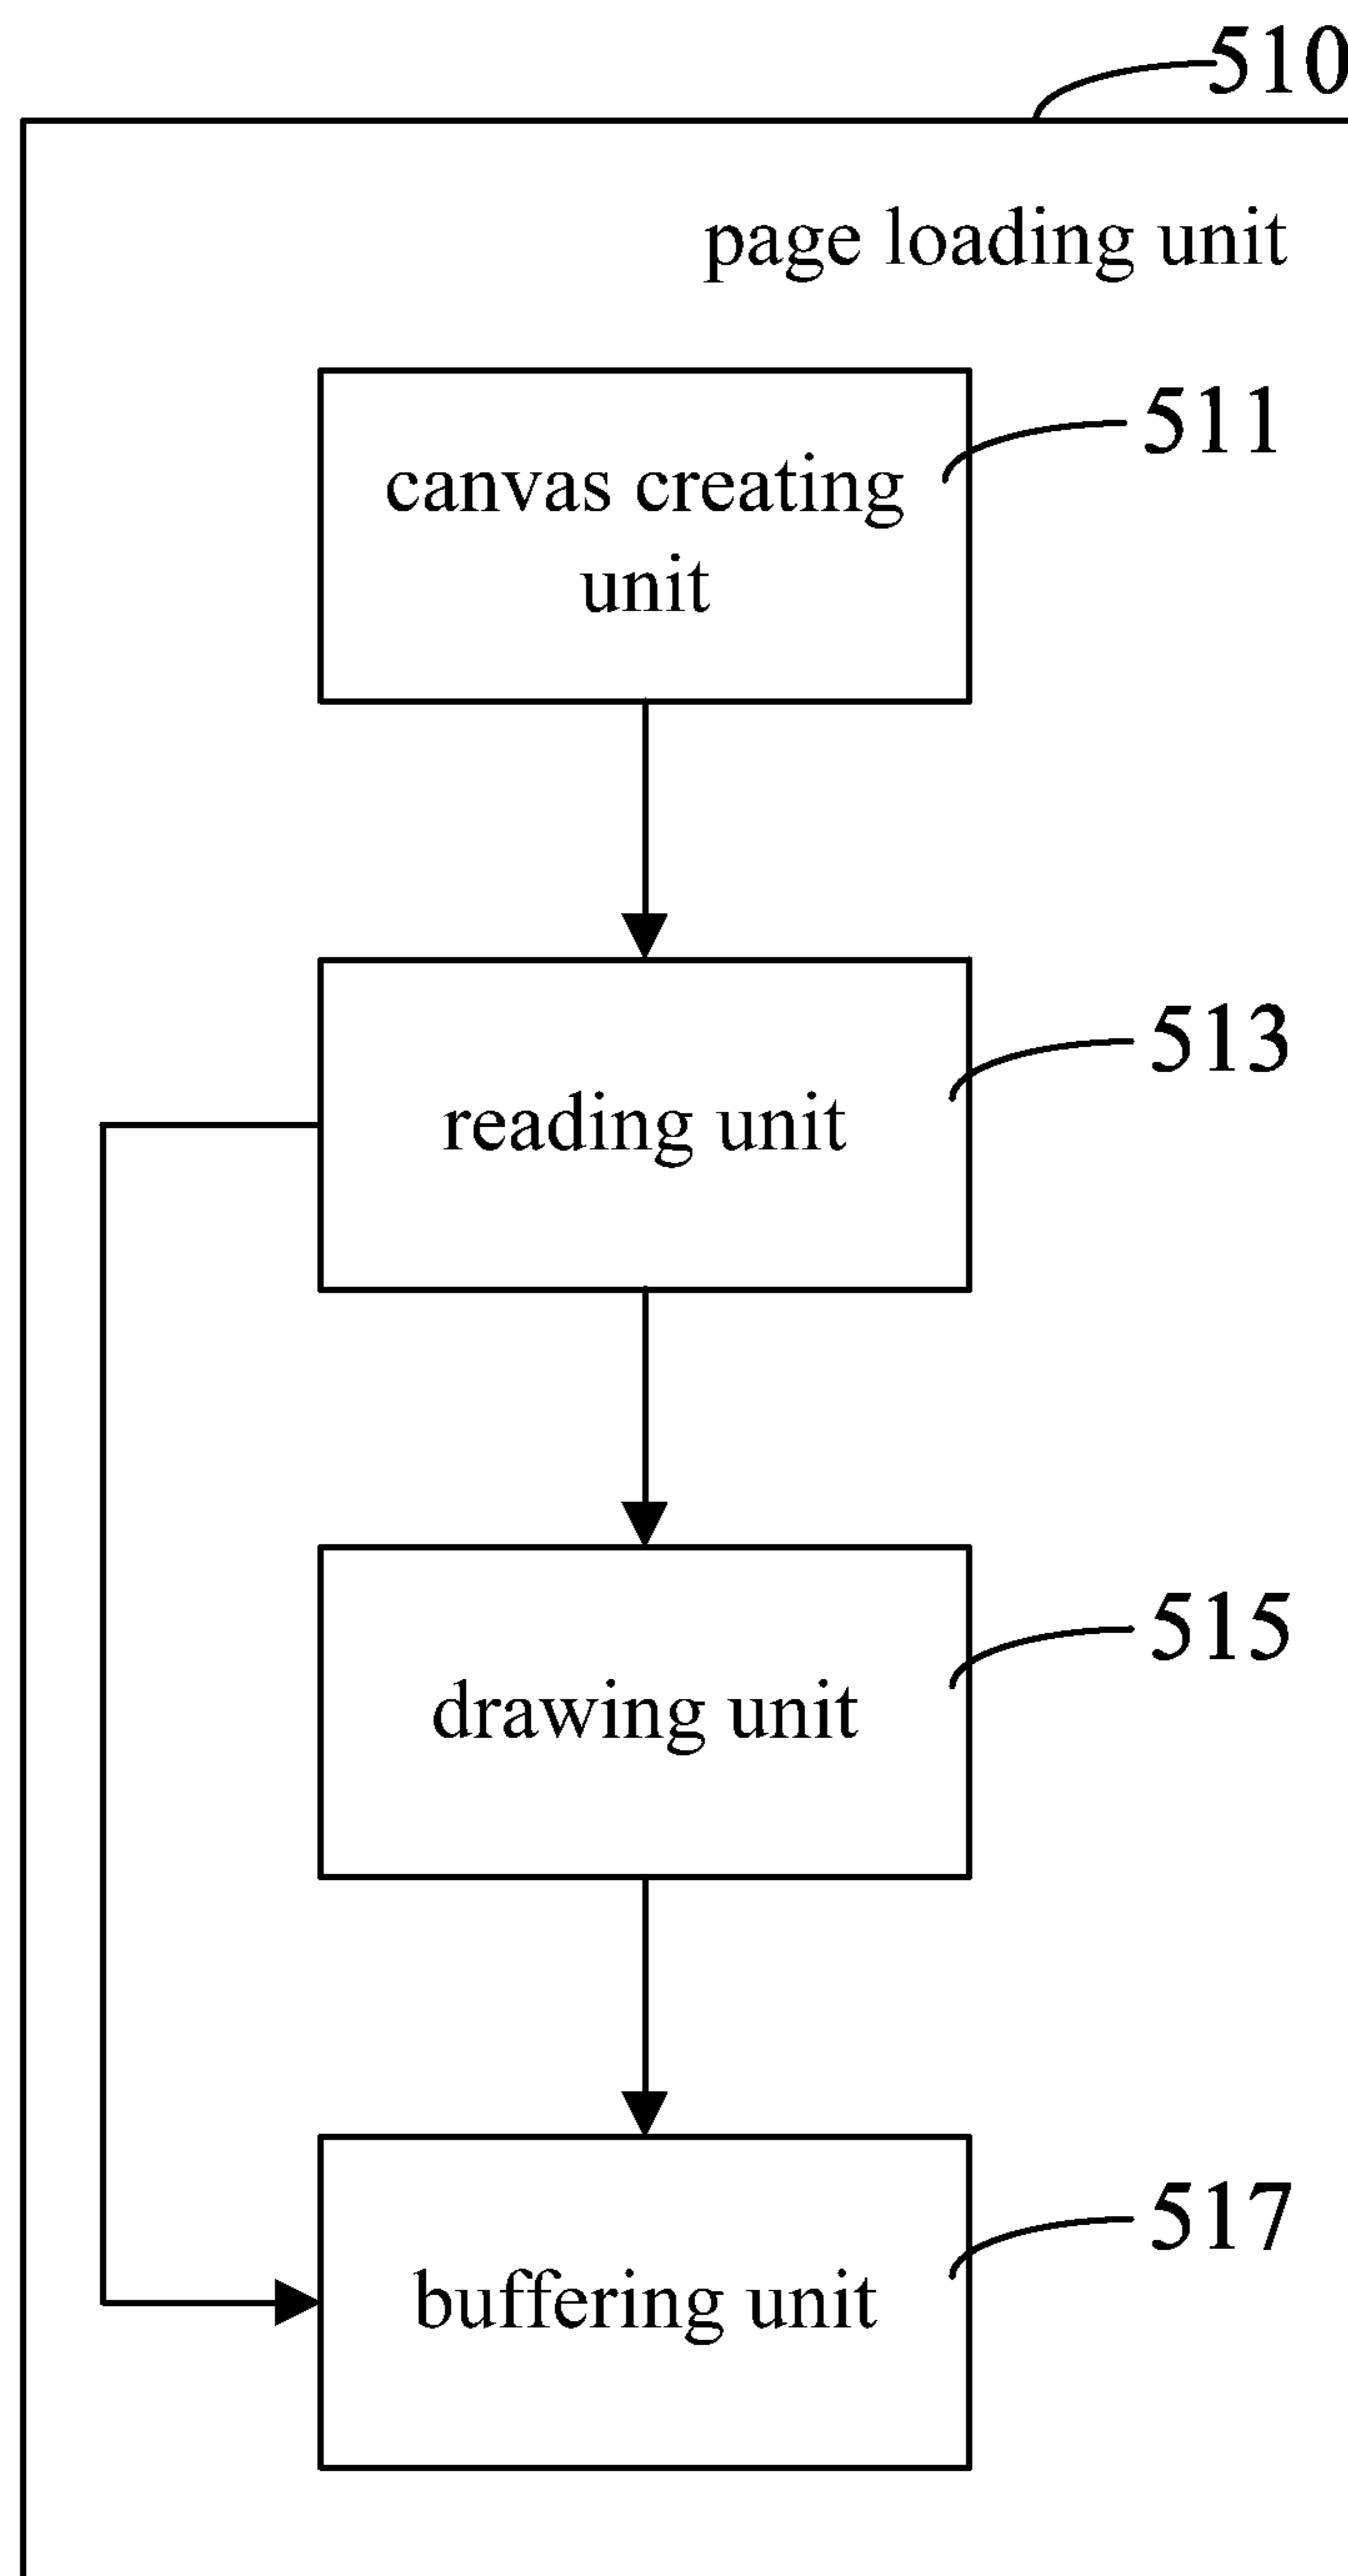 510
page loading unit
511
canvas creating
unit
513
reading unit
515
drawing unit
517
buffering unit